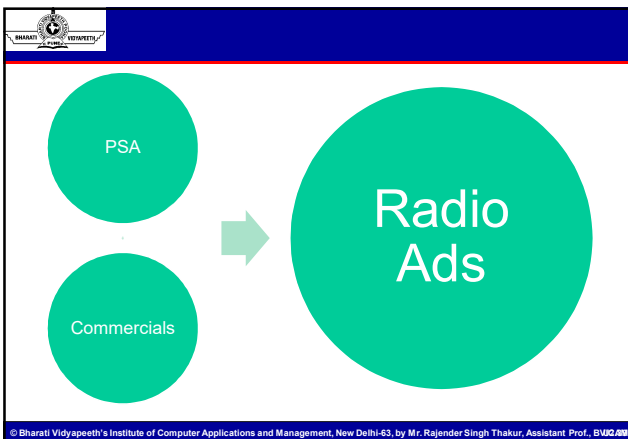 BHARATI
VIDYAPEETH
PUNE
PSA
Commercials
Radio
Ads
© Bharati Vidyapeeth's Institute of Computer Applications and Management, New Delhi-63, by Mr. Rajender Singh Thakur, Assistant Prof.,